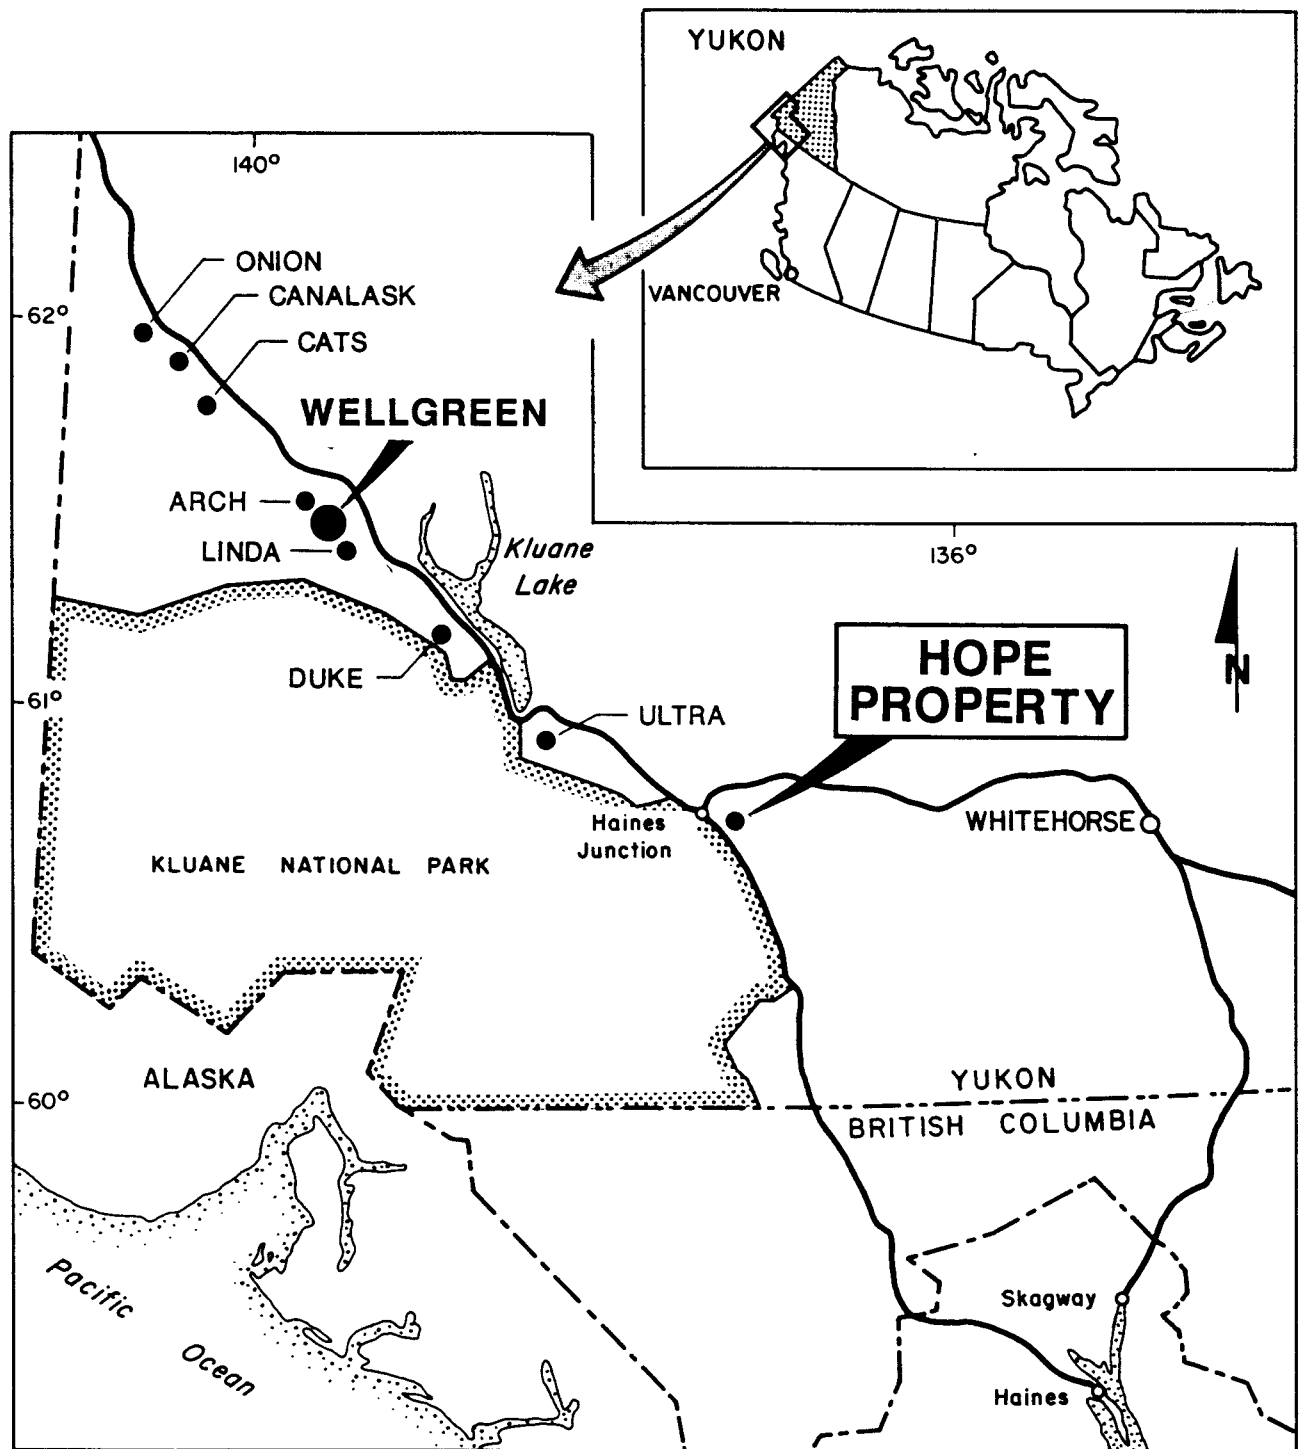 YUKON
VANCOUVER
140°
ONION
CANALASK
62°
CATS
WELLGREEN
ARCH
LINDA
Kluane
Lake
136°
N
HOPE
PROPERTY
DUKE
61°
ULTRA
Haines
Junction
WHITEHORSE
KLUANE NATIONAL PARK
ALASKA
60°
YUKON
BRITISH COLUMBIA
Pacific
Ocean
Skagway
Haines